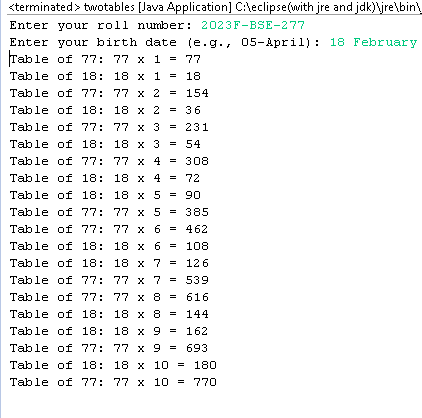 <terminated> twotables [Java Application] C:\eclipse(with jre and jdk)\jre\bin\
Enter your roll number: 2023F-BSE-277
Enter your birth date (e.g., 05-April): 18 February
Table of 77: 77 x 1 = 77
Table of 18: 18 x 1 = 18
Table of 77: 77 x 2 = 154
Table of 18: 18 x 2 = 36
Table of 77: 77 x 3 = 231
Table of 18: 18 x 3 = 54
Table of 77: 77 x 4 = 308
Table of 18: 18 x 4 = 72
Table of 18: 18 x 5 = 90
Table of 77: 77 x 5 = 385
Table of 77: 77 x 6 = 462
Table of 18: 18 x 6 = 108
Table of 18: 18 x 7 = 126
Table of 77: 77 x 7 = 539
Table of 77: 77 x 8 = 616
Table of 18: 18 x 8 = 144
Table of 18: 18 x 9 = 162
Table of 77: 77 x 9 = 693
Table of 18: 18 x 10 = 180
Table of 77: 77 x 10 = 770